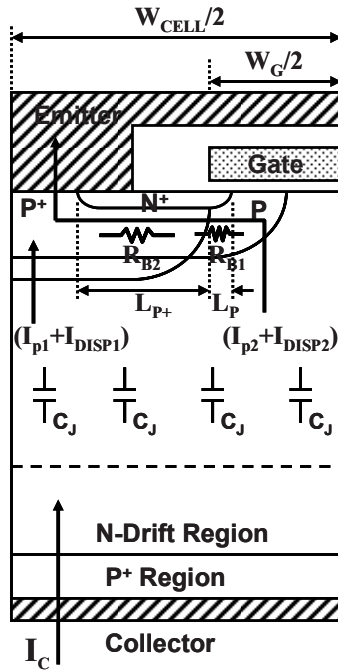 W_CELL/2
W_G/2
Emitter
Gate
P⁺ N⁺ P
R_B2 R_B1
L_P+ L_P
(I_p1+I_DISP1) (I_p2+I_DISP2)
C_J C_J C_J C_J
N-Drift Region
P⁺ Region
I_C Collector